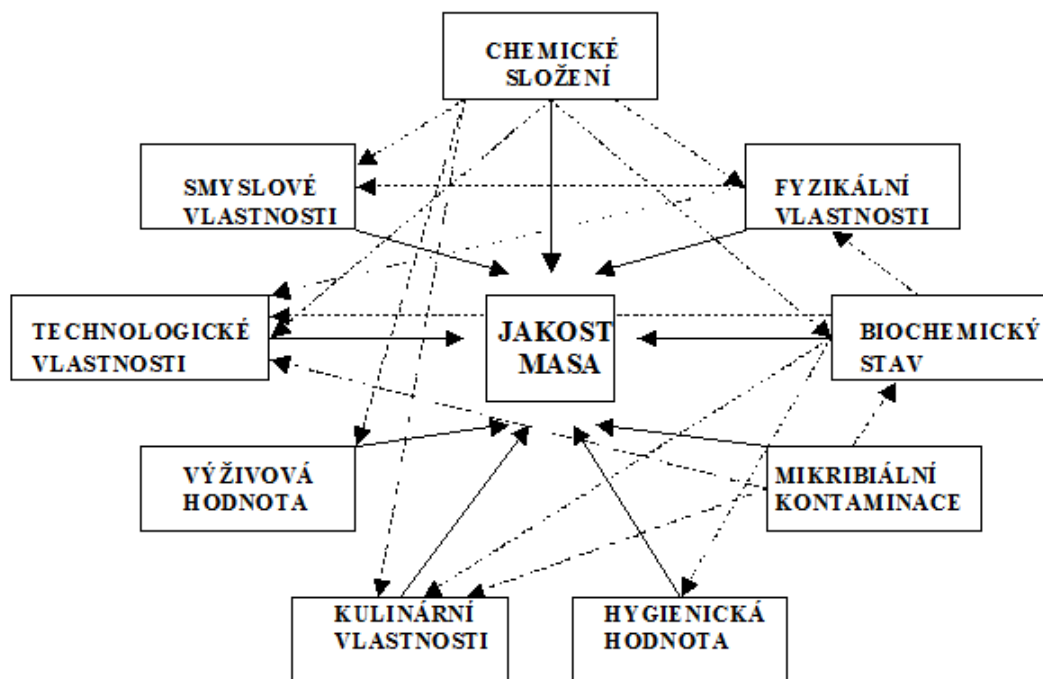 CHEMICKÉ
SLOŽENÍ
SMYSLOVÉ
VLASTNOSTI
FYZIKÁLNÍ
VLASTNOSTI
TECHNOLOGICKÉ
VLASTNOSTI
JAKOST
MASA
BIOCHEMICKÝ
STAV
VÝŽIVOVÁ
HODNOTA
MIKRIBIÁLNÍ
KONTAMINACE
KULINÁRNÍ
VLASTNOSTI
HYGIENICKÁ
HODNOTA